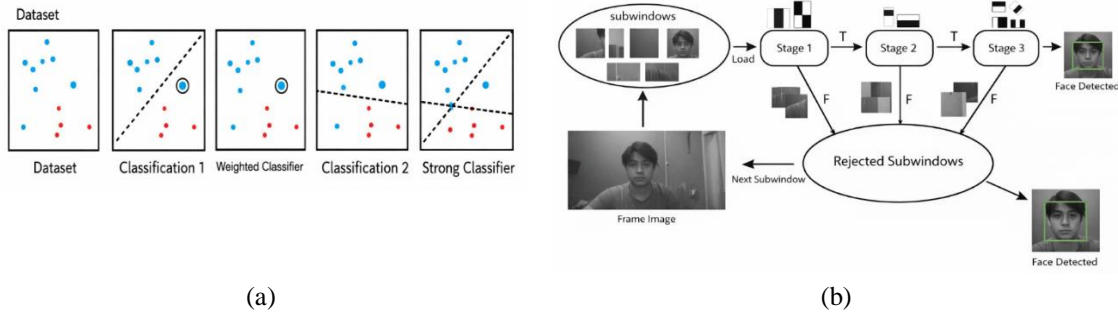 Dataset
Dataset
Classification 1
Weighted Classifier
Classification 2
Strong Classifier
(a)
subwindows
Load
Stage 1
T
Stage 2
T
Stage 3
Face Detected
F
F
F
Rejected Subwindows
Next Subwindow
Frame Image
Face Detected
(b)